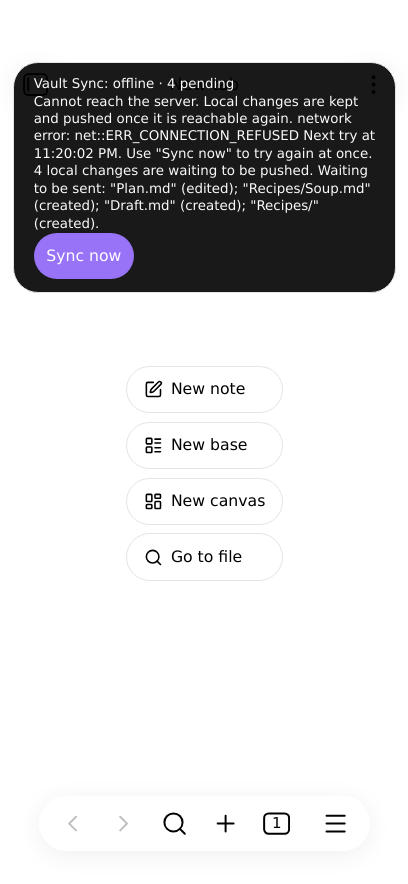 Vault Sync: offline · 4 pending
Cannot reach the server. Local changes are kept
and pushed once it is reachable again. network
error: net::ERR_CONNECTION_REFUSED Next try at
11:20:02 PM. Use "Sync now" to try again at once.
4 local changes are waiting to be pushed. Waiting
to be sent: "Plan.md" (edited); "Recipes/Soup.md"
(created); "Draft.md" (created); "Recipes/"
(created).
Sync now
New note
New base
New canvas
Go to file
1